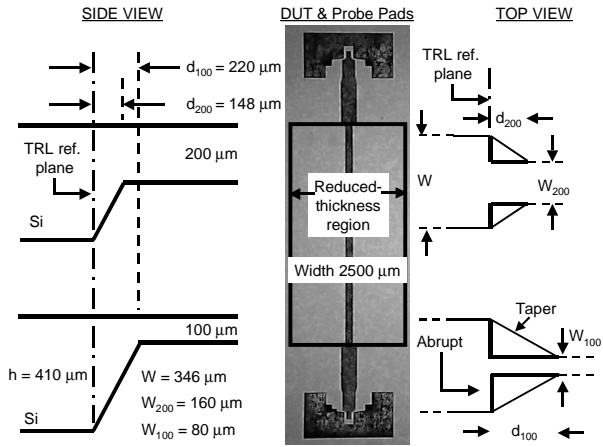 SIDE VIEW
d100 = 220 μm
d200 = 148 μm
TRL ref.
plane
200 μm
Si
100 μm
h = 410 μm
W = 346 μm
W200 = 160 μm
W100 = 80 μm
Si
DUT & Probe Pads
Reduced-
thickness
region
Width 2500 μm
TOP VIEW
TRL ref.
plane
d200
W
W200
Taper
W100
Abrupt
d100